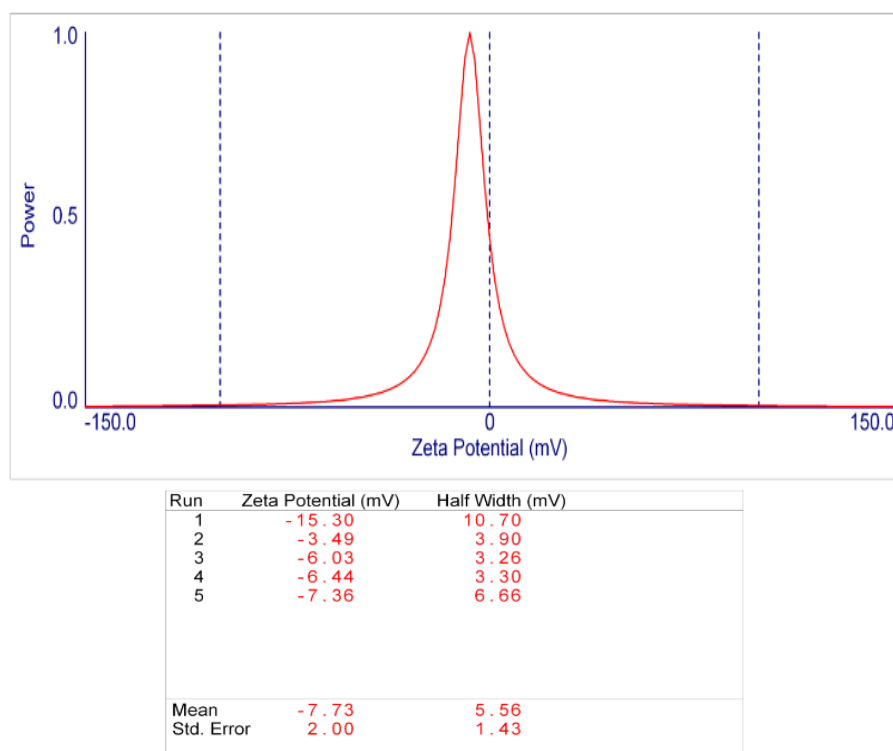 1.0
Power
0.5
0.0
-150.0 0 150.0
Zeta Potential (mV)
Run Zeta Potential (mV) Half Width (mV)
1 -15.30 10.70
2 -3.49 3.90
3 -6.03 3.26
4 -6.44 3.30
5 -7.36 6.66
Mean -7.73 5.56
Std. Error 2.00 1.43